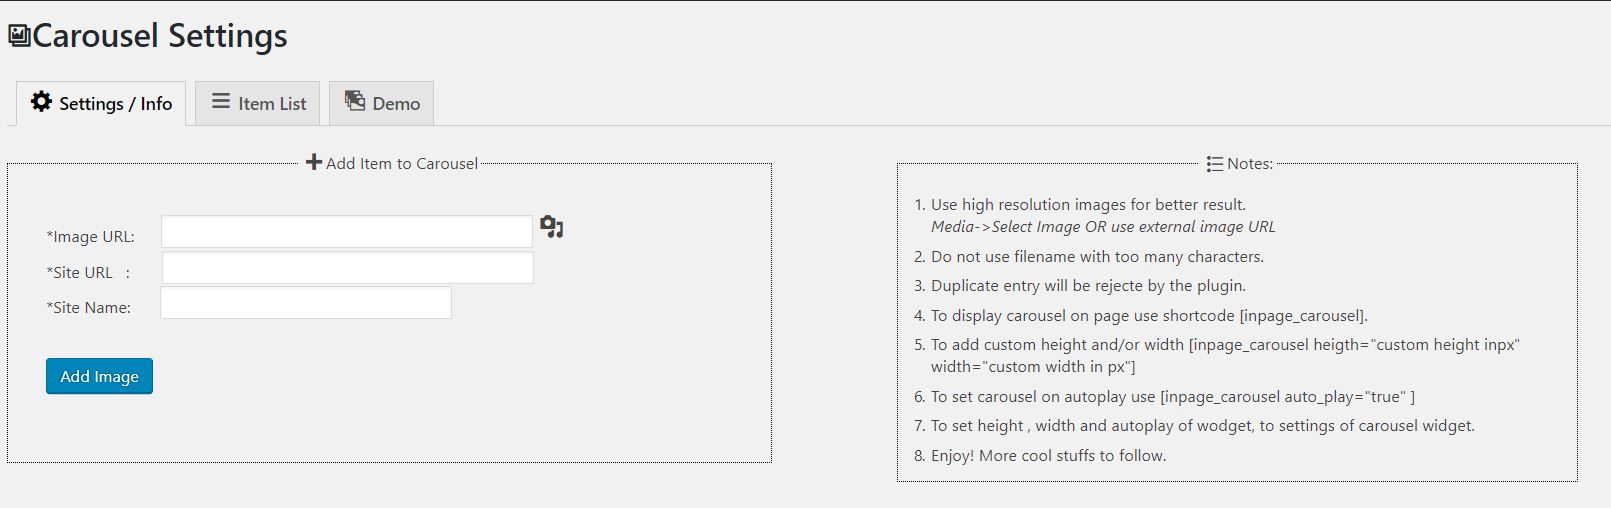 Carousel Settings
Settings / Info
Item List
Demo
Add Item to Carousel
*Image URL:
*Site URL :
*Site Name:
Add Image
Notes:
1. Use high resolution images for better result.
Media->Select Image OR use external image URL
2. Do not use filename with too many characters.
3. Duplicate entry will be rejecte by the plugin.
4. To display carousel on page use shortcode [inpage_carousel].
5. To add custom height and/or width [inpage_carousel heigth="custom height inpx"
width="custom width in px"]
6. To set carousel on autoplay use [inpage_carousel auto_play="true" ]
7. To set height , width and autoplay of wodget, to settings of carousel widget.
8. Enjoy! More cool stuffs to follow.